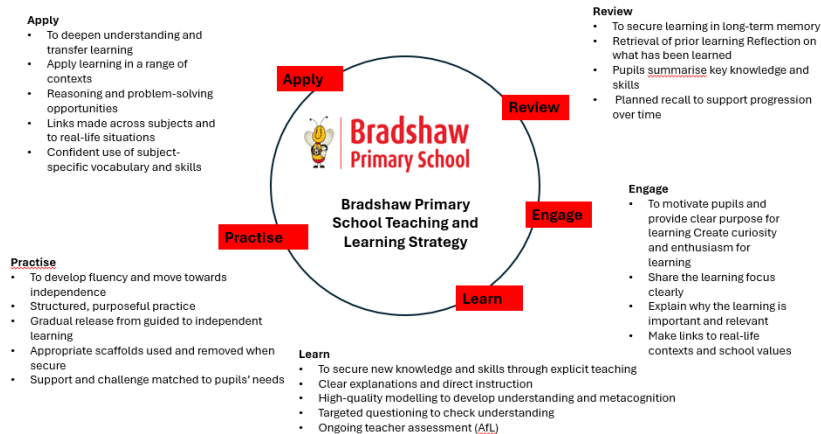 Apply
• To deepen understanding and
transfer learning
• Apply learning in a range of
contexts
• Reasoning and problem-solving
opportunities
• Links made across subjects and
to real-life situations
• Confident use of subject-
specific vocabulary and skills
Review
• To secure learning in long-term memory
• Retrieval of prior learning Reflection on
what has been learned
• Pupils summarise key knowledge and
skills
• Planned recall to support progression
over time
Apply
Review
Bradshaw
Primary School
Bradshaw Primary
School Teaching and
Learning Strategy
Engage
Practise
Learn
Engage
• To motivate pupils and
provide clear purpose for
learning Create curiosity
and enthusiasm for
learning
• Share the learning focus
clearly
• Explain why the learning is
important and relevant
• Make links to real-life
contexts and school values
Practise
• To develop fluency and move towards
independence
• Structured, purposeful practice
• Gradual release from guided to independent
learning
• Appropriate scaffolds used and removed when
secure
• Support and challenge matched to pupils' needs
Learn
• To secure new knowledge and skills through explicit teaching
• Clear explanations and direct instruction
• High-quality modelling to develop understanding and metacognition
• Targeted questioning to check understanding
• Ongoing teacher assessment (AfL)